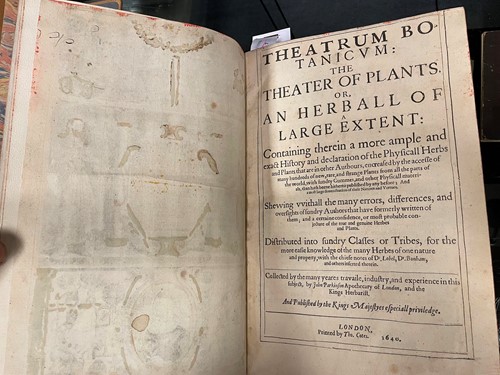 THEATRUM BO-
TANICVM:
THE
THEATER OF PLANTS.
OR,
AN HERBALL OF
A
LARGE EXTENT:
Containing therein a more ample and
exact History and declaration of the Physicall Herbs
and Plants that are in other Authours, encreased by the accesse of
many hundreds of new, rare, and strange Plants from all the parts of
the world, with sundry Gummes, and other Physicall materi-
als, than hath beene hitherto published by any before; And
a most large demonstration of their Natures and Vertues.
Shewing vvithall the many errors, differences, and
oversights of sundry Authors that have formerly written of
them; and a certaine confidence, or most probable con-
jecture of the true and genuine Herbes
and Plants.
Distributed into sundry Classes or Tribes, for the
more easie knowledge of the many Herbes of one nature
and property, with the chiefe notes of Dr. Lobel, Dr. Bonham,
and others inserted therein.
Collected by the many yeares travaile, industry, and experience in this
subject, by John Parkinson Apothecary of London, and the
Kings Herbarist.
And Published by the Kings Majestyes especiall priviledge.
LONDON,
Printed by Tho. Cotes. 1640.